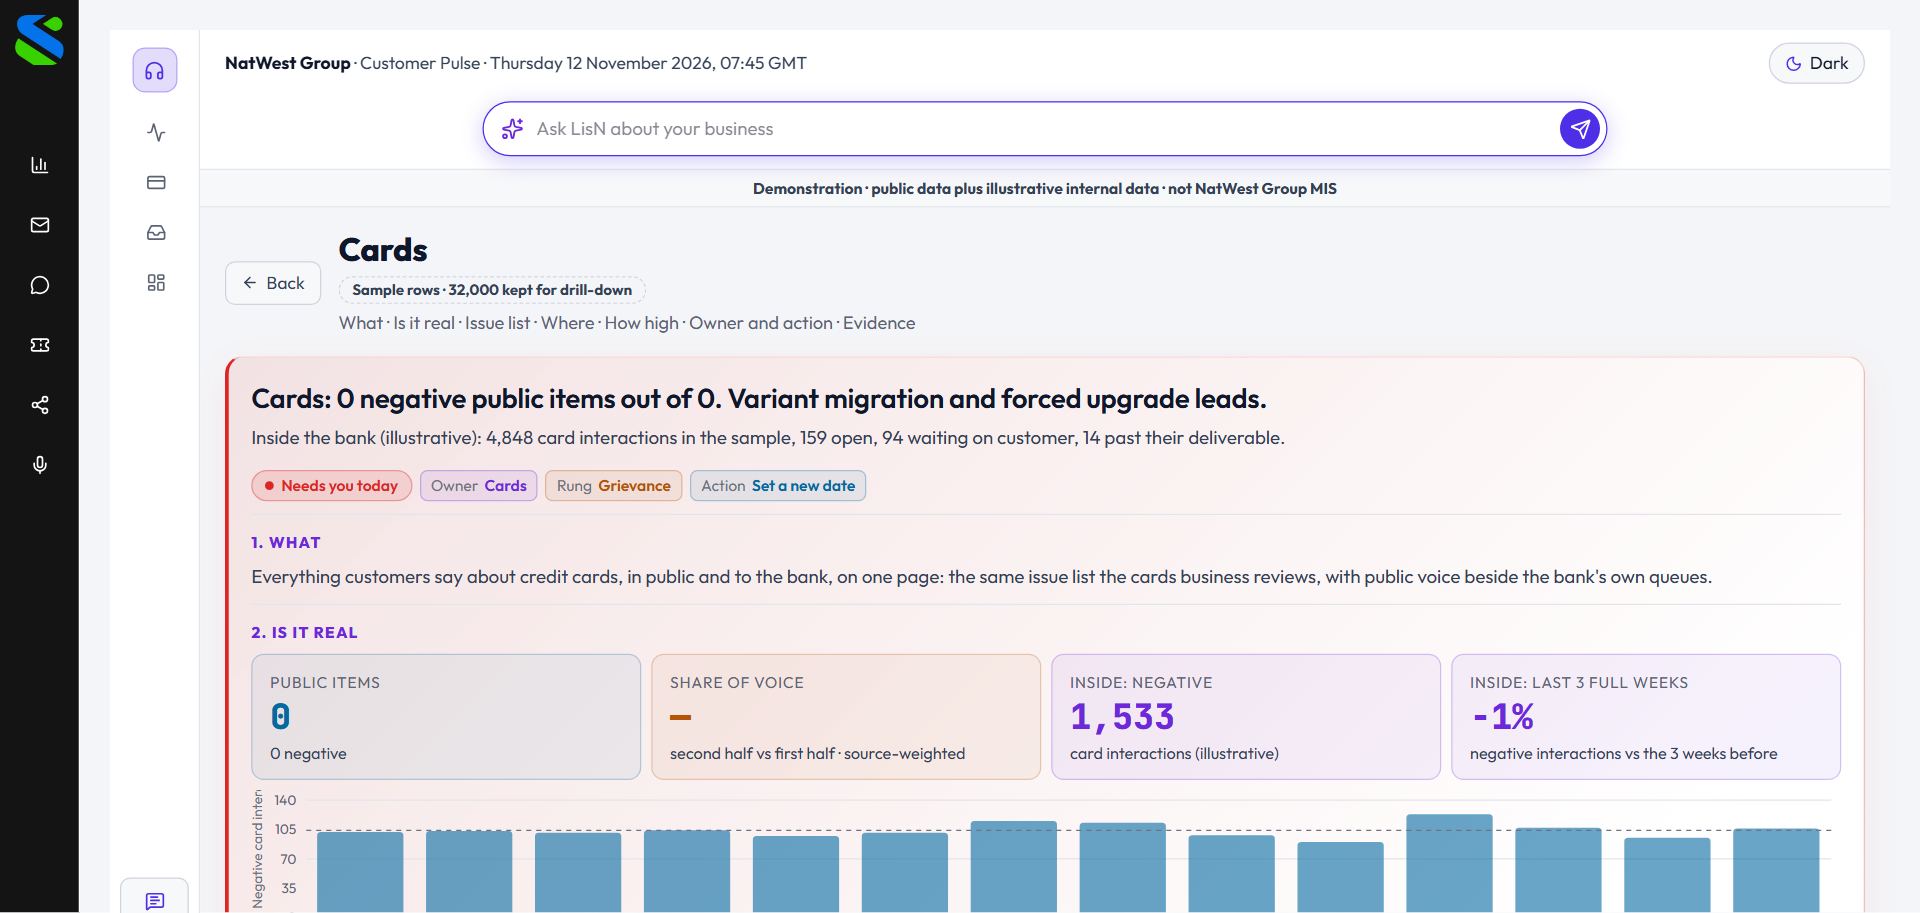 NatWest Group · Customer Pulse · Thursday 12 November 2026, 07:45 GMT
Dark
Ask LisN about your business
Demonstration · public data plus illustrative internal data · not NatWest Group MIS
Back
Cards
Sample rows · 32,000 kept for drill-down
What · Is it real · Issue list · Where · How high · Owner and action · Evidence
Cards: 0 negative public items out of 0. Variant migration and forced upgrade leads.
Inside the bank (illustrative): 4,848 card interactions in the sample, 159 open, 94 waiting on customer, 14 past their deliverable.
Needs you today
Owner Cards
Rung Grievance
Action Set a new date
1. WHAT
Everything customers say about credit cards, in public and to the bank, on one page: the same issue list the cards business reviews, with public voice beside the bank's own queues.
2. IS IT REAL
PUBLIC ITEMS
0
0 negative
SHARE OF VOICE
—
second half vs first half · source-weighted
INSIDE: NEGATIVE
1,533
card interactions (illustrative)
INSIDE: LAST 3 FULL WEEKS
-1%
negative interactions vs the 3 weeks before
Negative card inter
140
105
70
35